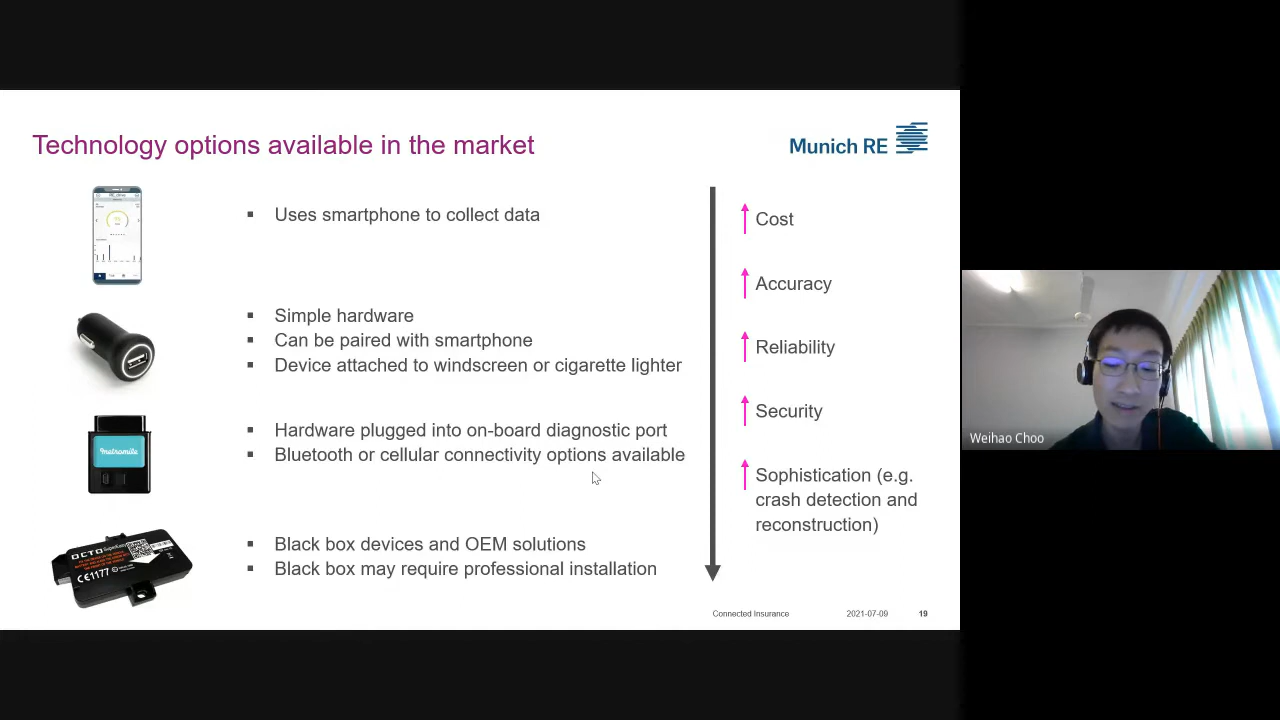 Technology options available in the market
Munich RE
Uses smartphone to collect data
Simple hardware
Can be paired with smartphone
Device attached to windscreen or cigarette lighter
metromile
Hardware plugged into on-board diagnostic port
Bluetooth or cellular connectivity options available
OCTO
CE1177
Black box devices and OEM solutions
Black box may require professional installation
Cost
Accuracy
Reliability
Security
Sophistication (e.g.
crash detection and
reconstruction)
Connected Insurance
2021-07-09
19
Weihao Choo